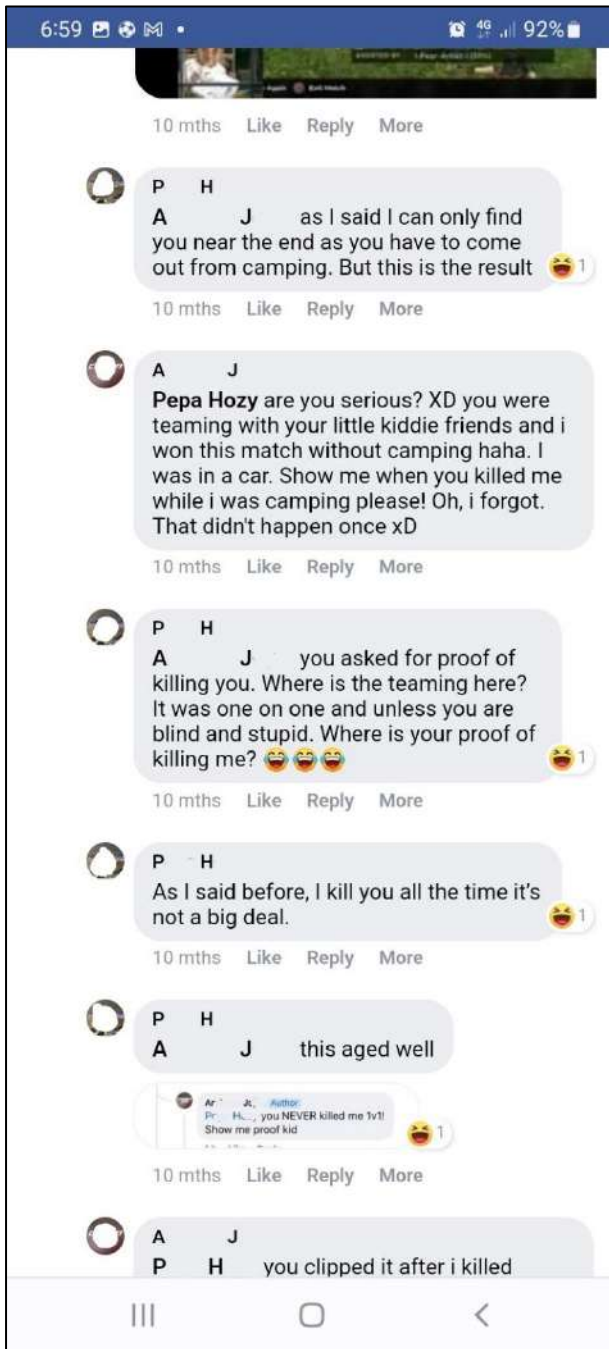 6:59 4G 92%
Exit Match
10 mths Like Reply More
P H
A J as I said I can only find
you near the end as you have to come
out from camping. But this is the result
1
10 mths Like Reply More
A J
Pepa Hozy are you serious? XD you were
teaming with your little kiddie friends and i
won this match without camping haha. I
was in a car. Show me when you killed me
while i was camping please! Oh, i forgot.
That didn't happen once xD
10 mths Like Reply More
P H
A J you asked for proof of
killing you. Where is the teaming here?
It was one on one and unless you are
blind and stupid. Where is your proof of
killing me? 😂😂😂
1
10 mths Like Reply More
P H
As I said before, I kill you all the time it's
not a big deal.
1
10 mths Like Reply More
P H
A J this aged well
Author
you NEVER killed me 1v1!
Show me proof kid
1
10 mths Like Reply More
A J
P H you clipped it after i killed